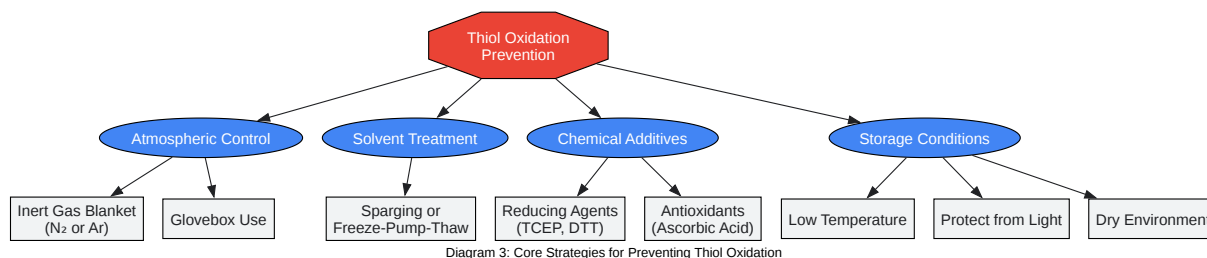 Thiol Oxidation
Prevention
Atmospheric Control
Solvent Treatment
Chemical Additives
Storage Conditions
Inert Gas Blanket
(N₂ or Ar)
Glovebox Use
Sparging or
Freeze-Pump-Thaw
Reducing Agents
(TCEP, DTT)
Antioxidants
(Ascorbic Acid)
Low Temperature
Protect from Light
Dry Environment
Diagram 3: Core Strategies for Preventing Thiol Oxidation